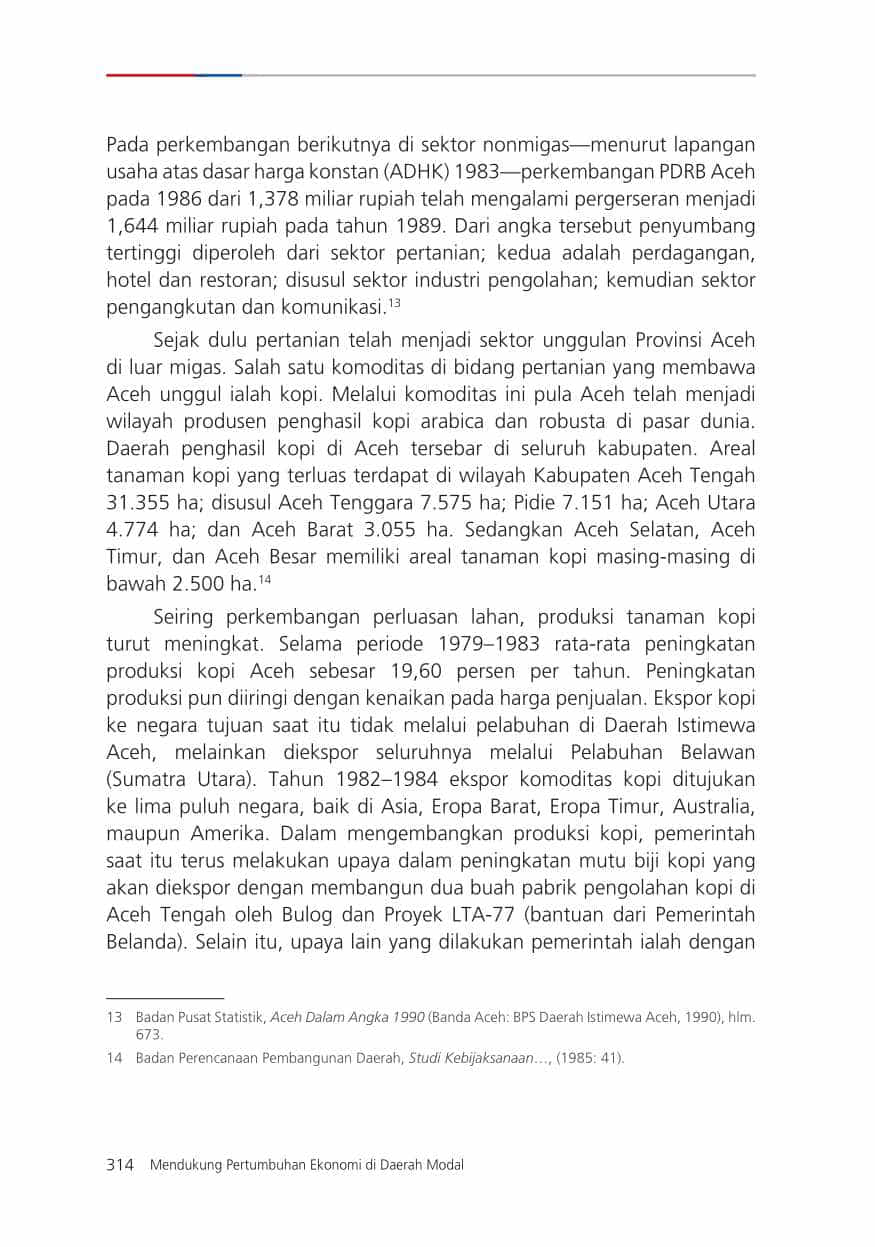 Pada perkembangan berikutnya di sektor nonmigas—menurut lapangan
usaha atas dasar harga konstan (ADHK) 1983—perkembangan PDRB Aceh
pada 1986 dari 1,378 miliar rupiah telah mengalami pergerseran menjadi
1,644 miliar rupiah pada tahun 1989. Dari angka tersebut penyumbang
tertinggi diperoleh dari sektor pertanian; kedua adalah perdagangan,
hotel dan restoran; disusul sektor industri pengolahan; kemudian sektor
pengangkutan dan komunikasi.13
Sejak dulu pertanian telah menjadi sektor unggulan Provinsi Aceh
di luar migas. Salah satu komoditas di bidang pertanian yang membawa
Aceh unggul ialah kopi. Melalui komoditas ini pula Aceh telah menjadi
wilayah produsen penghasil kopi arabica dan robusta di pasar dunia.
Daerah penghasil kopi di Aceh tersebar di seluruh kabupaten. Areal
tanaman kopi yang terluas terdapat di wilayah Kabupaten Aceh Tengah
31.355 ha; disusul Aceh Tenggara 7.575 ha; Pidie 7.151 ha; Aceh Utara
4.774 ha; dan Aceh Barat 3.055 ha. Sedangkan Aceh Selatan, Aceh
Timur, dan Aceh Besar memiliki areal tanaman kopi masing-masing di
bawah 2.500 ha.14
Seiring perkembangan perluasan lahan, produksi tanaman kopi
turut meningkat. Selama periode 1979–1983 rata-rata peningkatan
produksi kopi Aceh sebesar 19,60 persen per tahun. Peningkatan
produksi pun diiringi dengan kenaikan pada harga penjualan. Ekspor kopi
ke negara tujuan saat itu tidak melalui pelabuhan di Daerah Istimewa
Aceh, melainkan diekspor seluruhnya melalui Pelabuhan Belawan
(Sumatra Utara). Tahun 1982–1984 ekspor komoditas kopi ditujukan
ke lima puluh negara, baik di Asia, Eropa Barat, Eropa Timur, Australia,
maupun Amerika. Dalam mengembangkan produksi kopi, pemerintah
saat itu terus melakukan upaya dalam peningkatan mutu biji kopi yang
akan diekspor dengan membangun dua buah pabrik pengolahan kopi di
Aceh Tengah oleh Bulog dan Proyek LTA-77 (bantuan dari Pemerintah
Belanda). Selain itu, upaya lain yang dilakukan pemerintah ialah dengan
13 Badan Pusat Statistik, Aceh Dalam Angka 1990 (Banda Aceh: BPS Daerah Istimewa Aceh, 1990), hlm.
673.
14 Badan Perencanaan Pembangunan Daerah, Studi Kebijaksanaan…, (1985: 41).
314 Mendukung Pertumbuhan Ekonomi di Daerah Modal